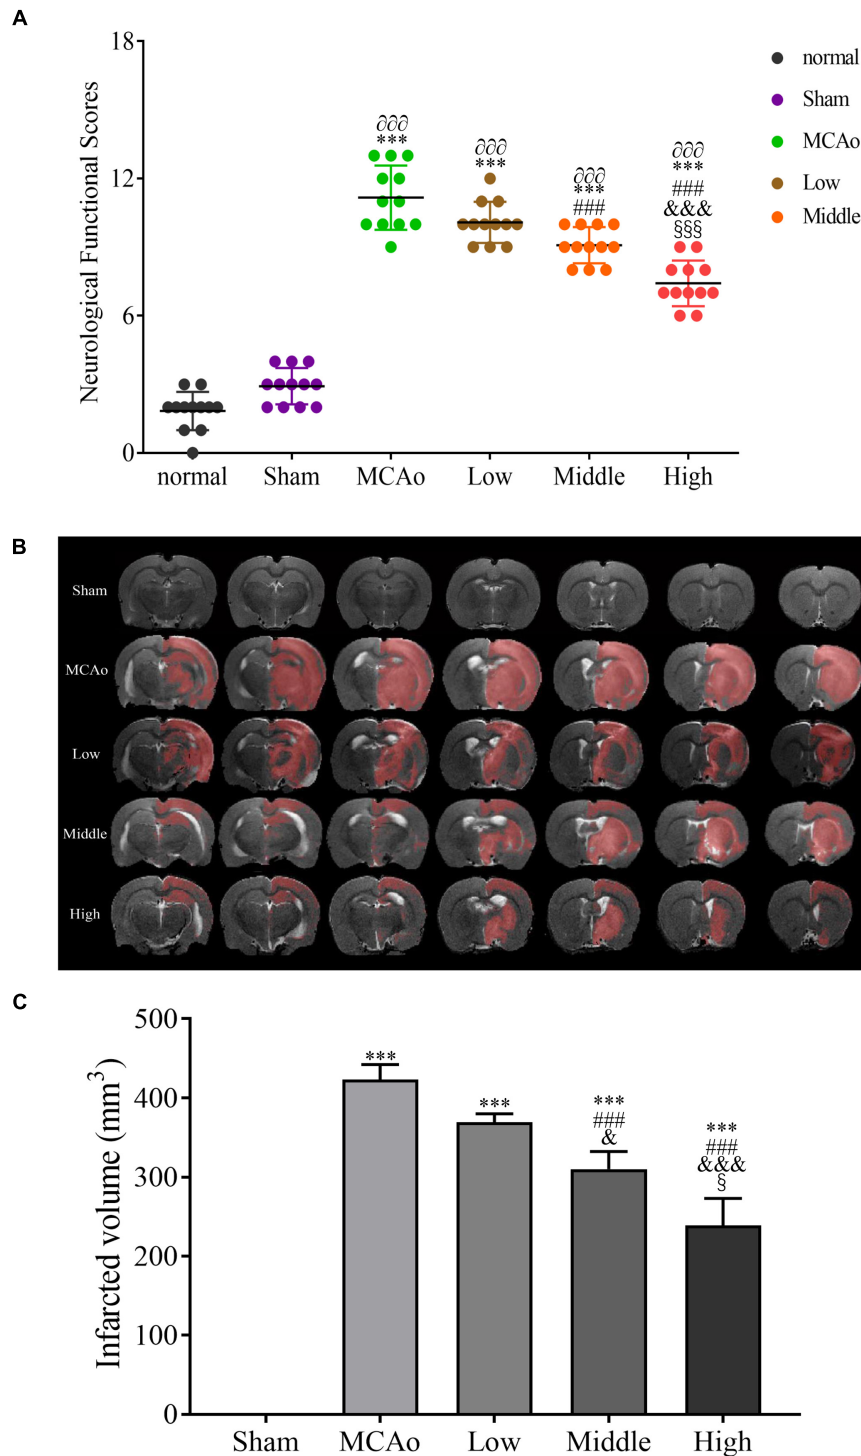 A
Neurological Functional Scores
18
12
6
0
∂∂∂
***
∂∂∂
***
∂∂∂
***
###
∂∂∂
***
###
&&&
§§§
normal
Sham
MCAo
Low
Middle
High
normal
Sham
MCAo
Low
Middle
B
Sham
MCAo
Low
Middle
High
C
Infarcted volume (mm³)
500
400
300
200
100
0
***
***
***
###
&
***
###
&&&
§
Sham
MCAo
Low
Middle
High